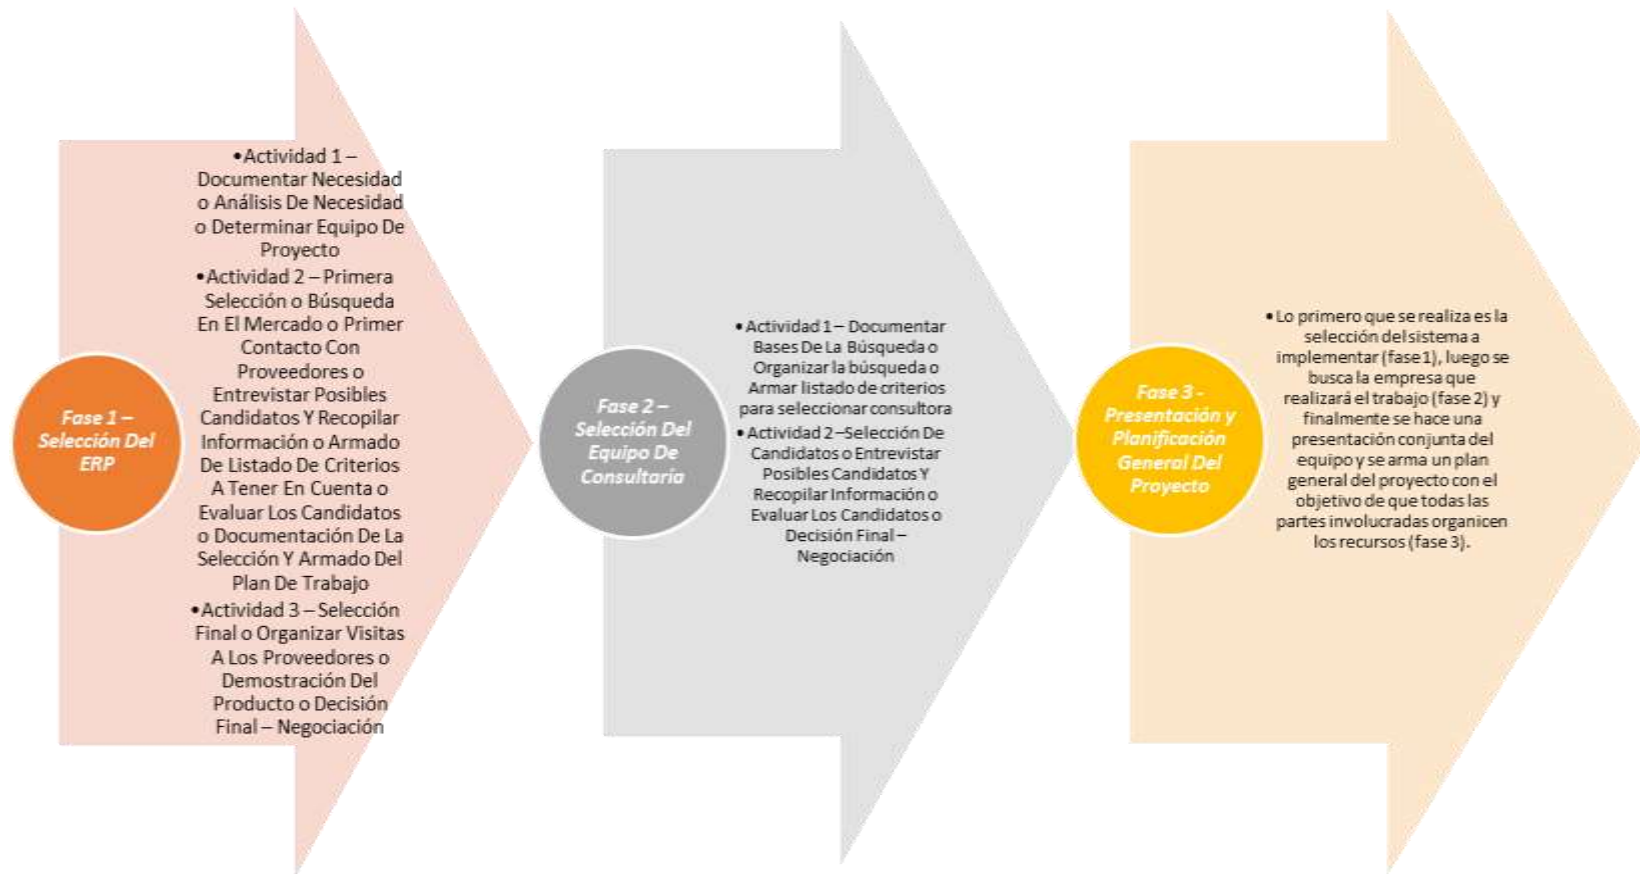 Fase 1 –
Selección Del
ERP
•Actividad 1 –
Documentar Necesidad
o Análisis De Necesidad
o Determinar Equipo De
Proyecto
•Actividad 2 – Primera
Selección o Búsqueda
En El Mercado o Primer
Contacto Con
Proveedores o
Entrevistar Posibles
Candidatos Y Recopilar
Información o Armado
De Listado De Criterios
A Tener En Cuenta o
Evaluar Los Candidatos
o Documentación De La
Selección Y Armado Del
Plan De Trabajo
•Actividad 3 – Selección
Final o Organizar Visitas
A Los Proveedores o
Demostración Del
Producto o Decisión
Final – Negociación
Fase 2 –
Selección Del
Equipo De
Consultaría
•Actividad 1 – Documentar
Bases De La Búsqueda o
Organizar la búsqueda o
Armar listado de criterios
para seleccionar consultora
•Actividad 2 –Selección De
Candidatos o Entrevistar
Posibles Candidatos Y
Recopilar Información o
Evaluar Los Candidatos o
Decisión Final –
Negociación
Fase 3 -
Presentación y
Planificación
General Del
Proyecto
•Lo primero que se realiza es la
selección del sistema a
implementar (fase 1), luego se
busca la empresa que
realizará el trabajo (fase 2) y
finalmente se hace una
presentación conjunta del
equipo y se arma un plan
general del proyecto con el
objetivo de que todas las
partes involucradas organicen
los recursos (fase 3).